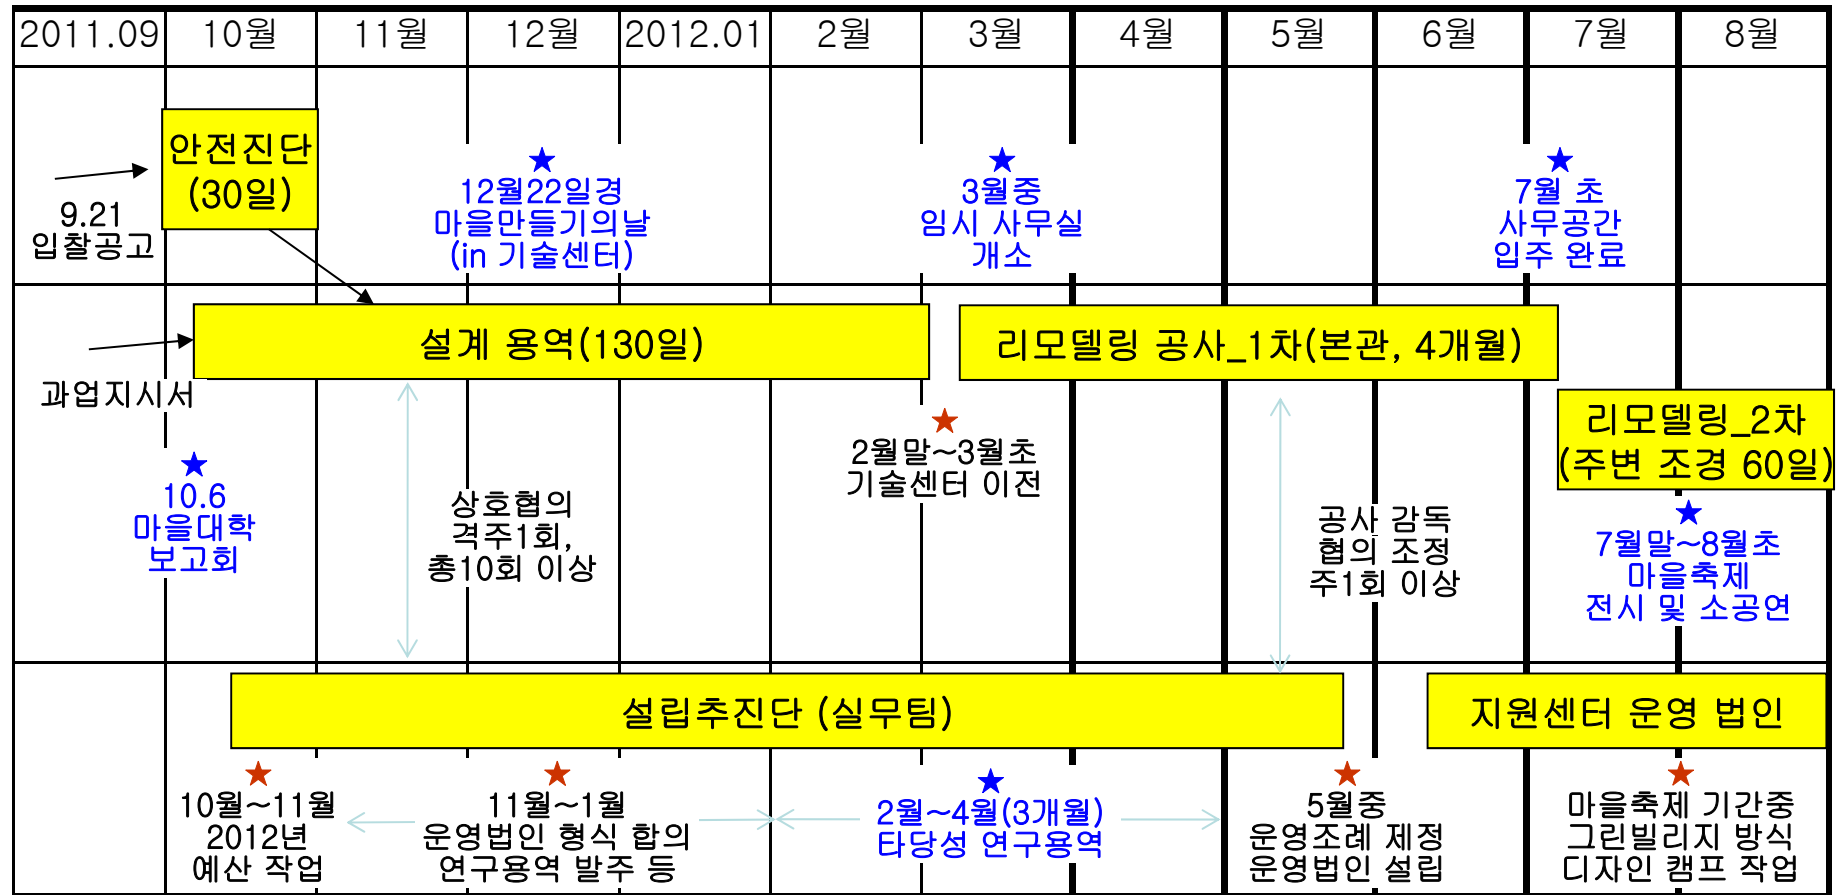 2011.09 10월 11월 12월 2012.01 2월 3월 4월 5월 6월 7월 8월
안전진단
(30일)
9.21
입찰공고
12월22일경
마을만들기의날
(in 기술센터)
3월중
임시 사무실
개소
7월 초
사무공간
입주 완료
설계 용역(130일)
리모델링 공사_1차(본관, 4개월)
과업지시서
리모델링_2차
(주변 조경 60일)
10.6
마을대학
보고회
상호협의
격주1회,
총10회 이상
2월말~3월초
기술센터 이전
공사 감독
협의 조정
주1회 이상
7월말~8월초
마을축제
전시 및 소공연
설립추진단 (실무팀)
지원센터 운영 법인
10월~11월
2012년
예산 작업
11월~1월
운영법인 형식 합의
연구용역 발주 등
2월~4월(3개월)
타당성 연구용역
5월중
운영조례 제정
운영법인 설립
마을축제 기간중
그린빌리지 방식
디자인 캠프 작업